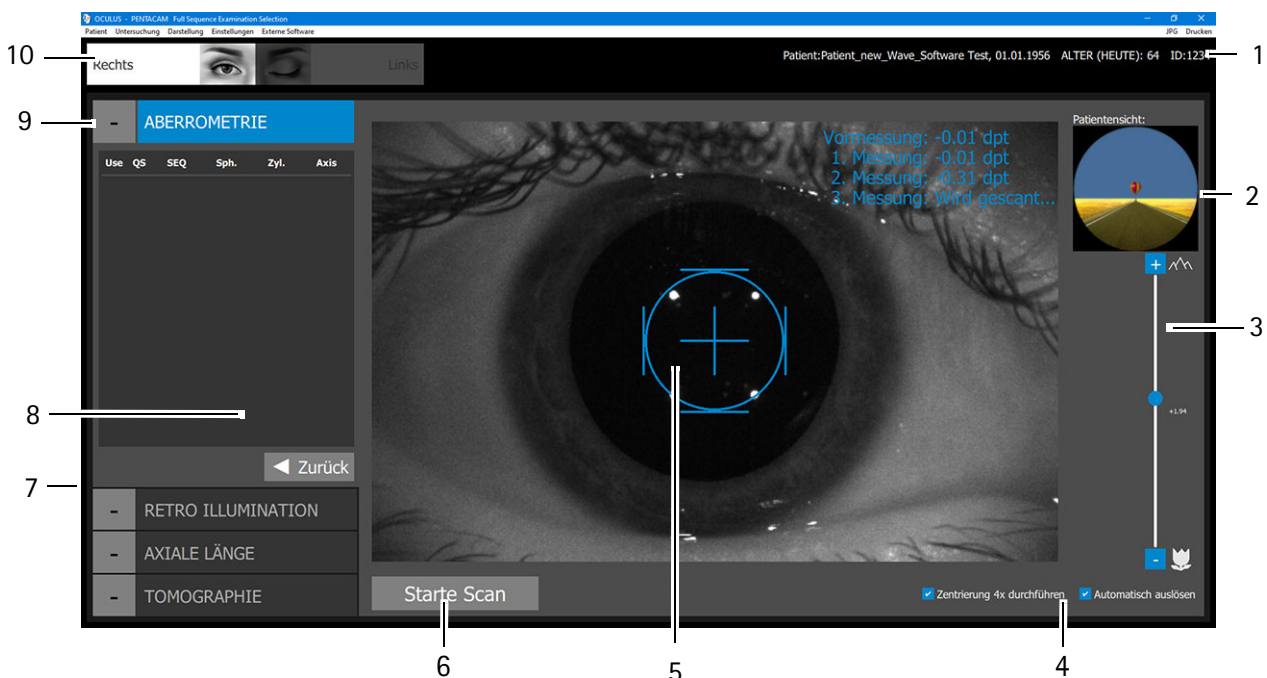 OCULUS - PENTACAM Full Sequence Examination Selection
Patient Untersuchung Darstellung Einstellungen Externe Software JPG Drucken
10 Rechts Links Patient:Patient_new_Wave_Software Test, 01.01.1956 ALTER (HEUTE): 64 ID:1234 1
9 - ABERROMETRIE
Patientensicht:
Use QS SEQ Sph. Zyl. Axis
Vormessung: -0.01 dpt
1. Messung: -0.01 dpt
2. Messung: -0.31 dpt
3. Messung: Wird gescant...
2
+
3
+1.94
8
Zurück
7
- RETRO ILLUMINATION
- AXIALE LÄNGE
-
- TOMOGRAPHIE
Starte Scan
Zentrierung 4x durchführen Automatisch auslösen
6 5 4